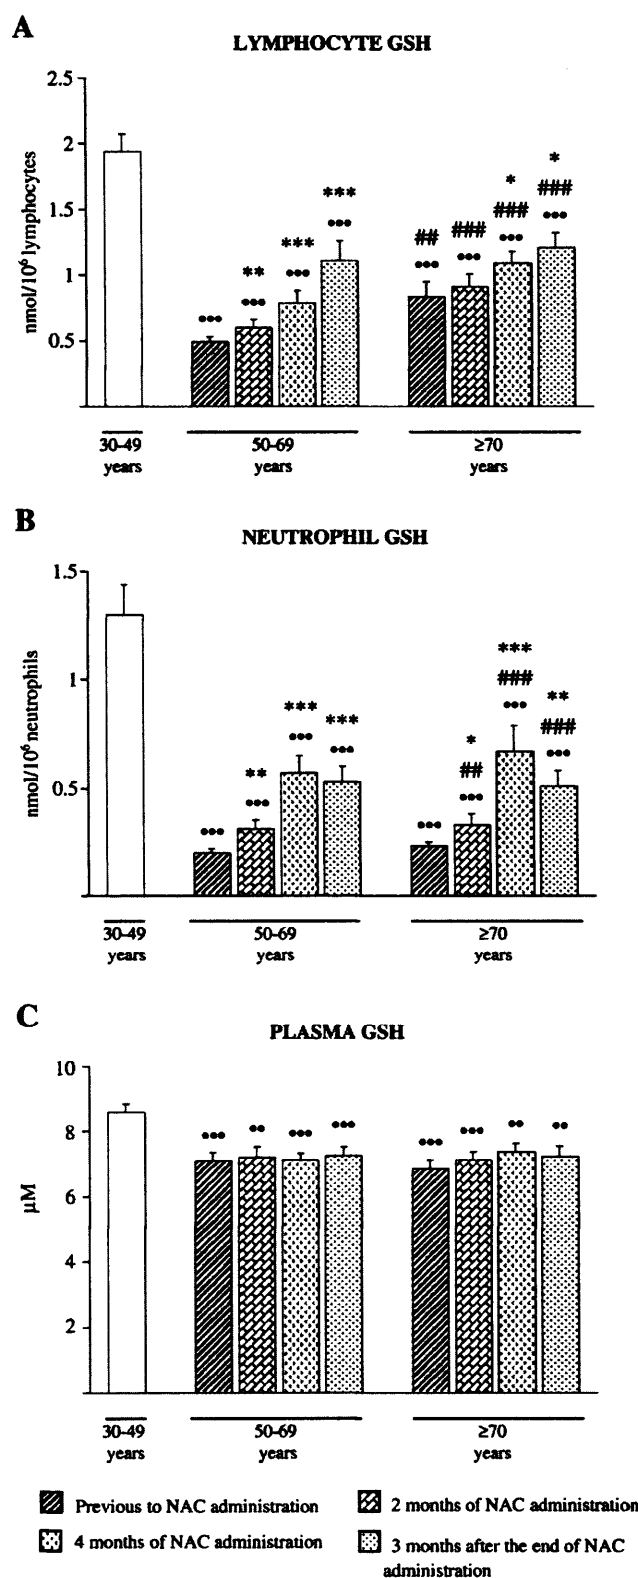 A
LYMPHOCYTE GSH
2.5
2
1.5
1
0.5
nmol/10⁶ lymphocytes
*
***
*
###
***
###
•••
**
•••
##
###
•••
•••
•••
•••
•••
•••
30-49
years
50-69
years
≥70
years
B
NEUTROPHIL GSH
1.5
1
0.5
nmol/10⁶ neutrophils
***
###
**
***
•••
###
***
•••
*
•••
•••
**
##
•••
•••
•••
•••
30-49
years
50-69
years
≥70
years
C
PLASMA GSH
10
8
6
4
2
µM
••• •• ••• ••• ••• ••• •• ••
30-49
years
50-69
years
≥70
years
Previous to NAC administration
2 months of NAC administration
4 months of NAC administration
3 months after the end of NAC
administration